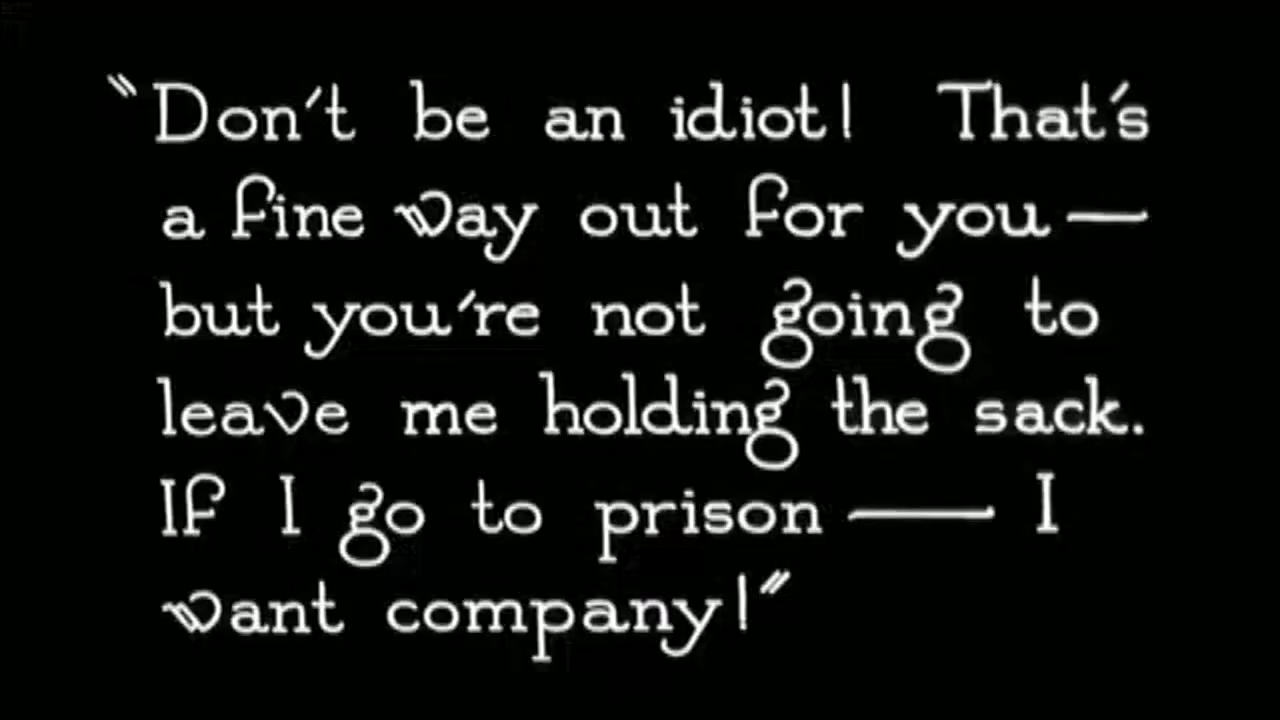 "Don't be an idiot! That's
a fine way out for you—
but you're not going to
leave me holding the sack.
If I go to prison—— I
want company!"